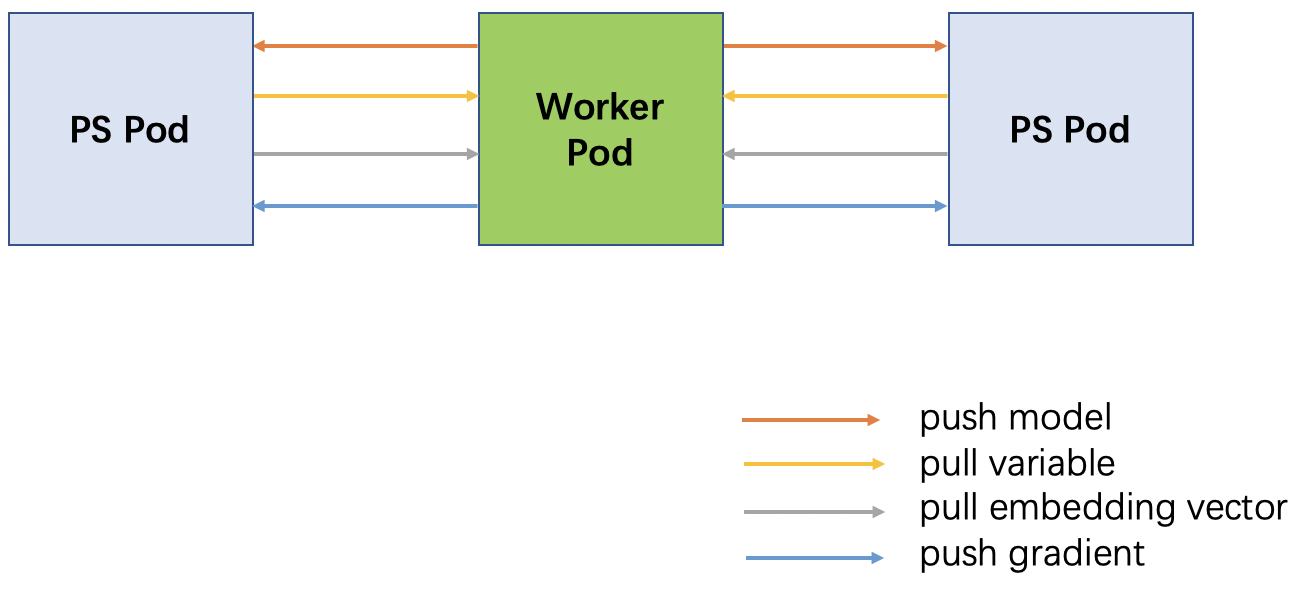 PS Pod
Worker
Pod
PS Pod
push model
pull variable
pull embedding vector
push gradient